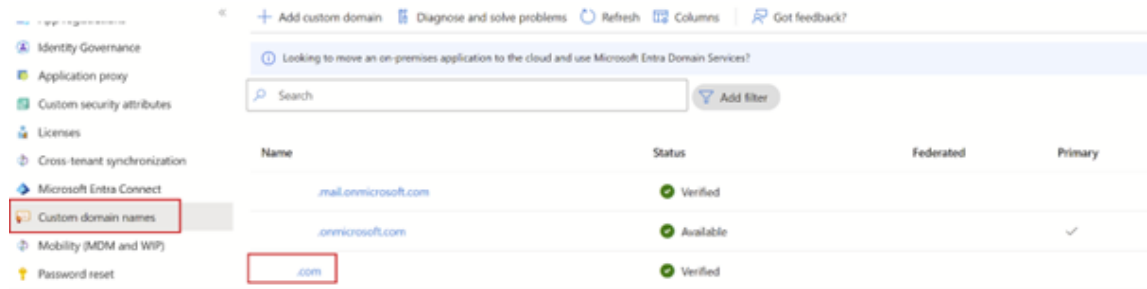 + Add custom domain Diagnose and solve problems Refresh Columns Got feedback?
Looking to move an on-premises application to the cloud and use Microsoft Entra Domain Services?
Search Add filter
Name Status Federated Primary
.mail.onmicrosoft.com Verified
.onmicrosoft.com Available
.com Verified
Identity Governance
Application proxy
Custom security attributes
Licenses
Cross-tenant synchronization
Microsoft Entra Connect
Custom domain names
Mobility (MDM and WIP)
Password reset